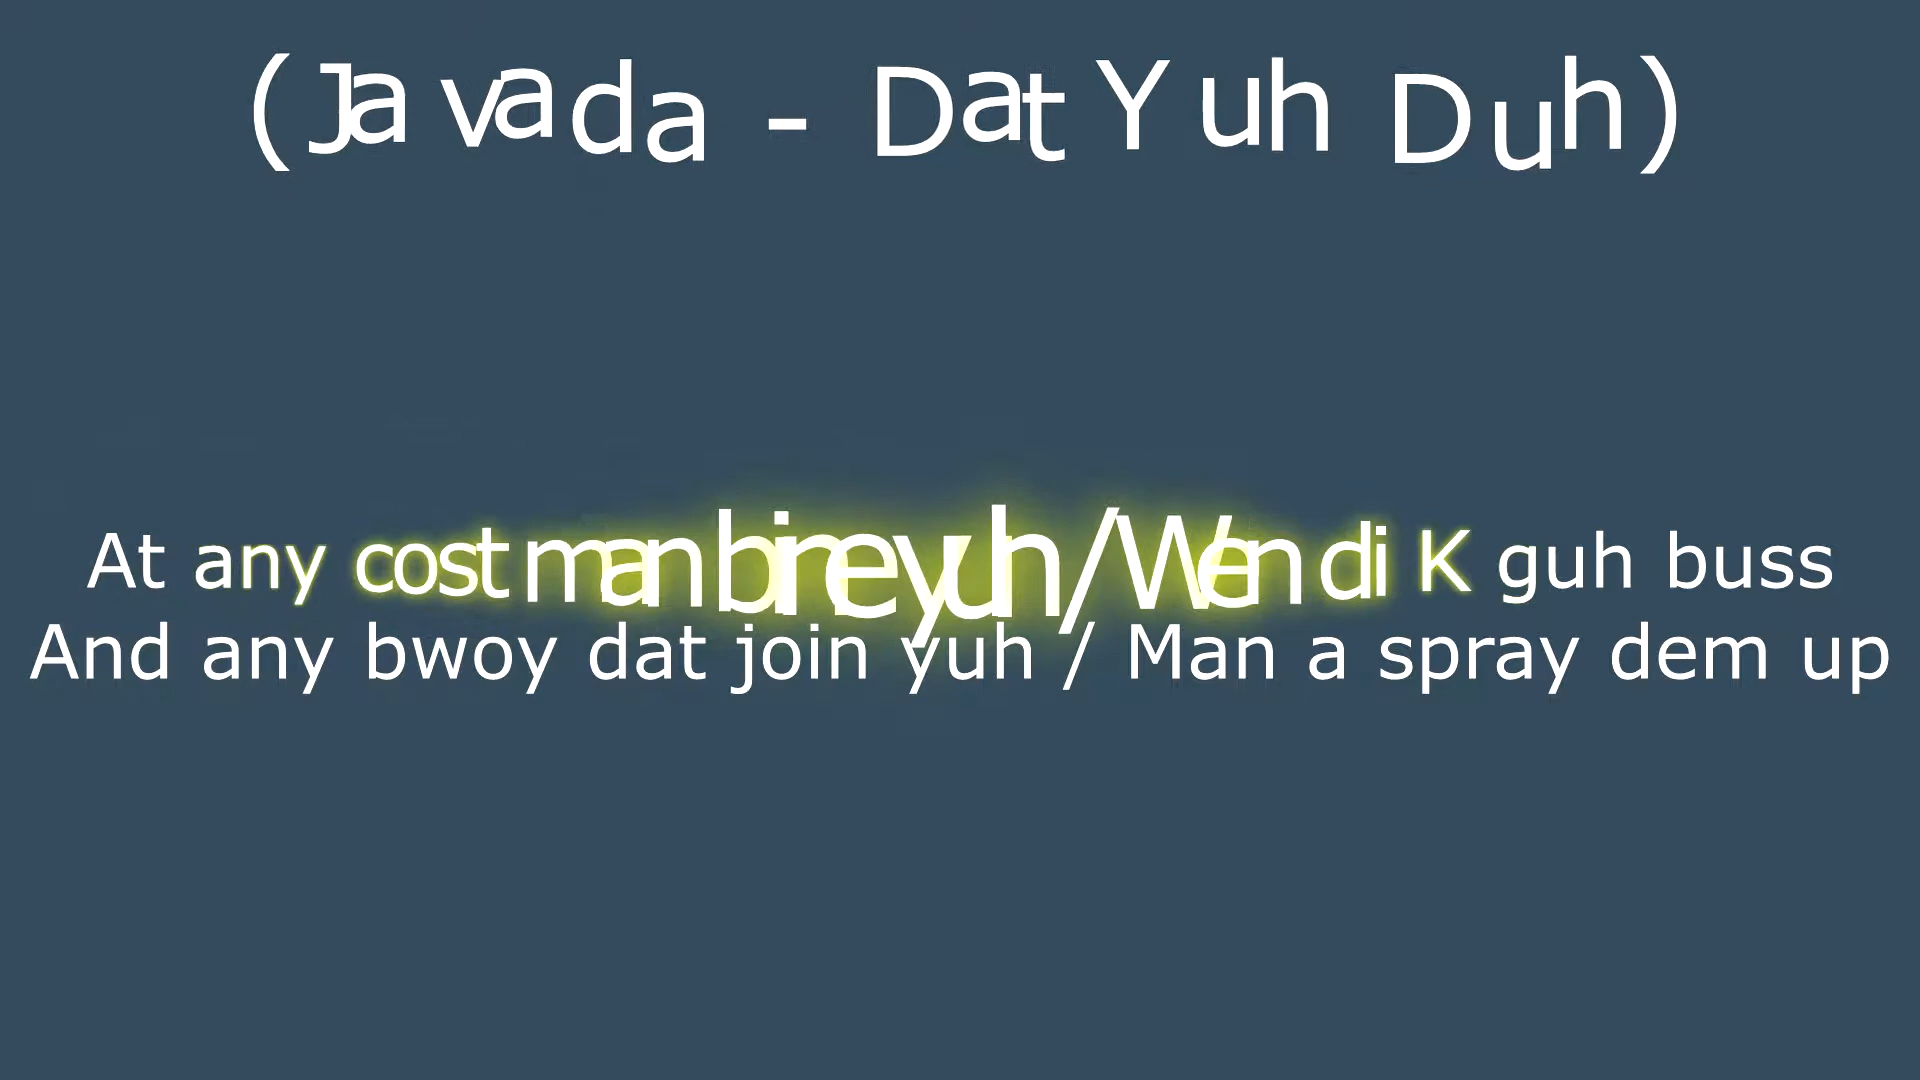 (Javada - Dat Yuh Duh)
At any cost man bine yuh / Wen di K guh buss
And any bwoy dat join yuh / Man a spray dem up